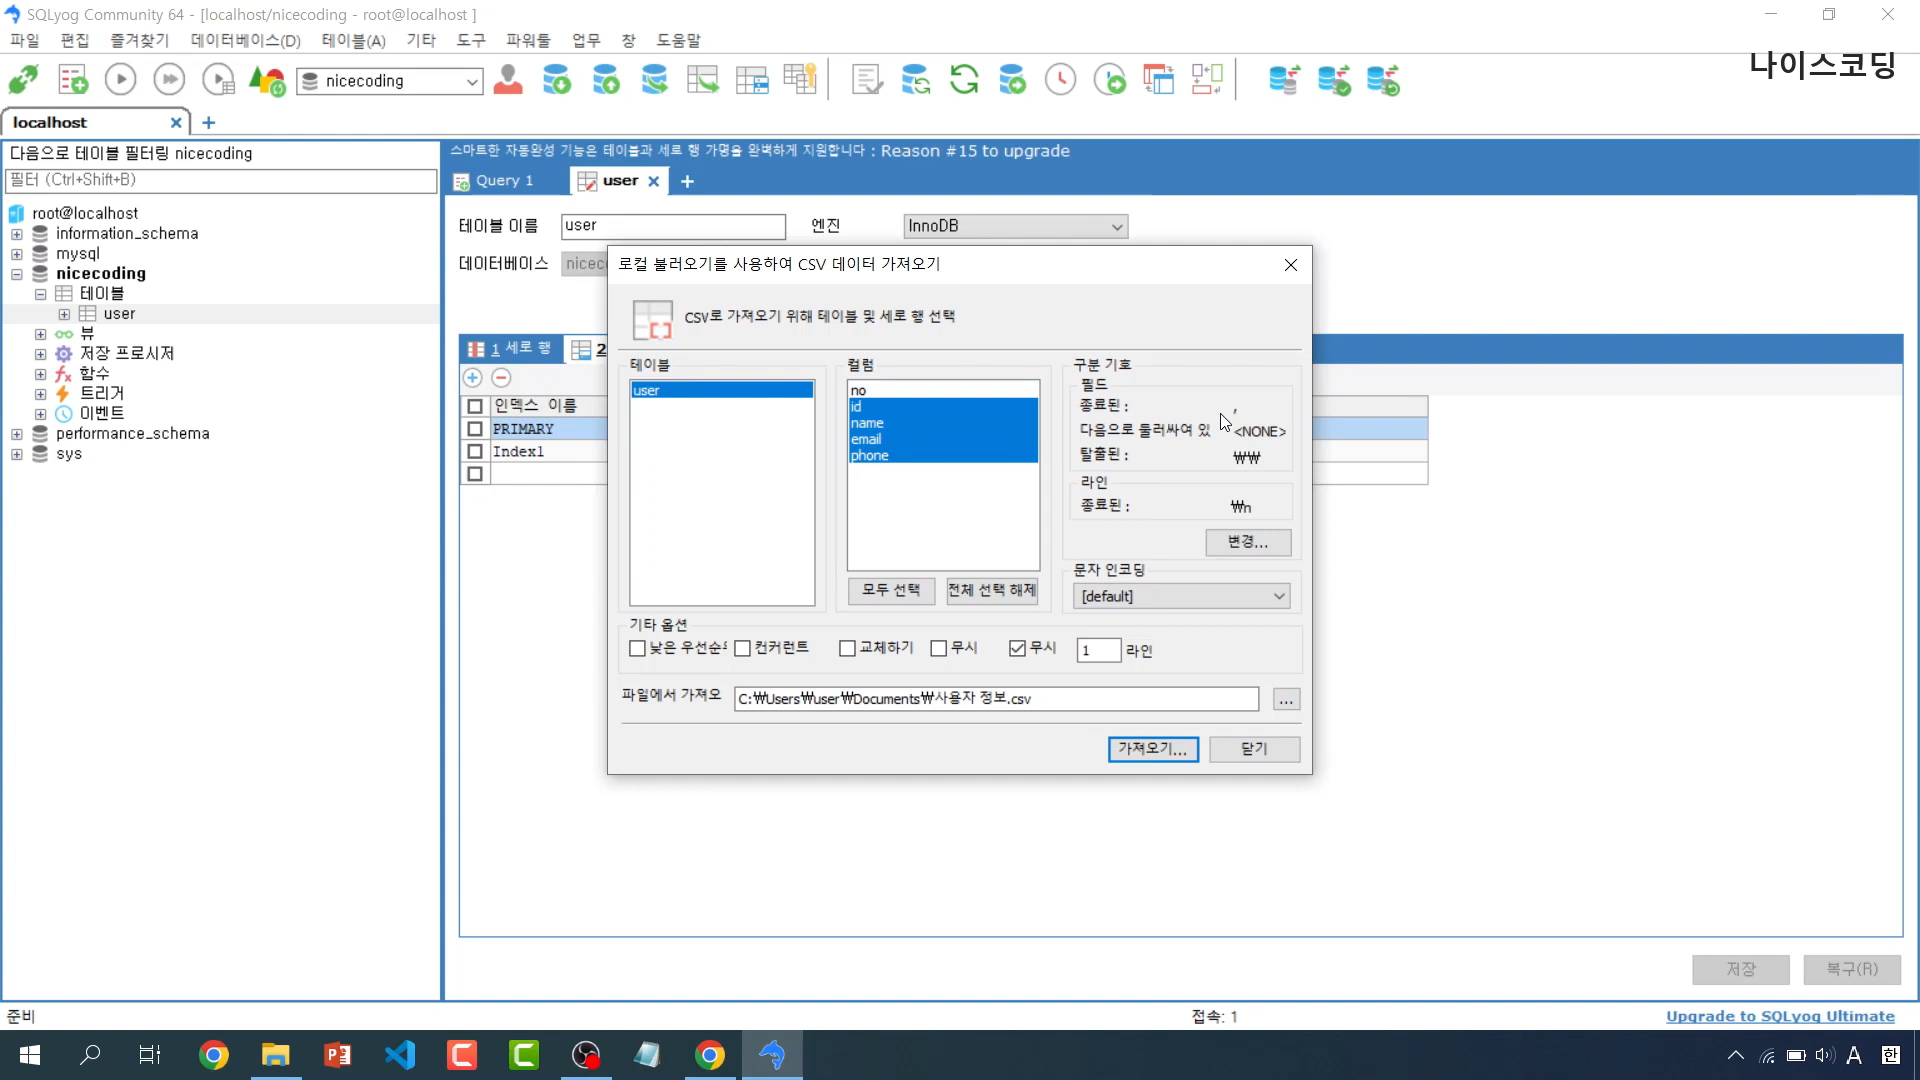 SQLyog Community 64 - [localhost/nicecoding - root@localhost ]
파일 편집 즐겨찾기 데이터베이스(D) 테이블(A) 기타 도구 파워툴 업무 창 도움말
nicecoding
나이스코딩
localhost
다음으로 테이블 필터링 nicecoding
필터 (Ctrl+Shift+B)
root@localhost
information_schema
mysql
nicecoding
테이블
user
뷰
저장 프로시저
함수
트리거
이벤트
performance_schema
sys
스마트한 자동완성 기능은 테이블과 세로 행 가명을 완벽하게 지원합니다 : Reason #15 to upgrade
Query 1
user
테이블 이름 user 엔진 InnoDB
데이터베이스 nicec
1 세로 행 2
인덱스 이름
PRIMARY
Index1
로컬 불러오기를 사용하여 CSV 데이터 가져오기
CSV로 가져오기 위해 테이블 및 세로 행 선택
테이블
user
컬럼
no
id
name
email
phone
모두 선택 전체 선택 해제
구분 기호
필드
종료된 : ,
다음으로 둘러싸여 있 <NONE>
탈출된 : ₩₩
라인
종료된 : ₩n
변경...
문자 인코딩
[default]
기타 옵션
낮은 우선순 컨커런트 교체하기 무시 무시 1 라인
파일에서 가져오 C:₩Users₩user₩Documents₩사용자 정보.csv ...
가져오기... 닫기
저장 복구(R)
준비 접속: 1 Upgrade to SQLyog Ultimate
A 한